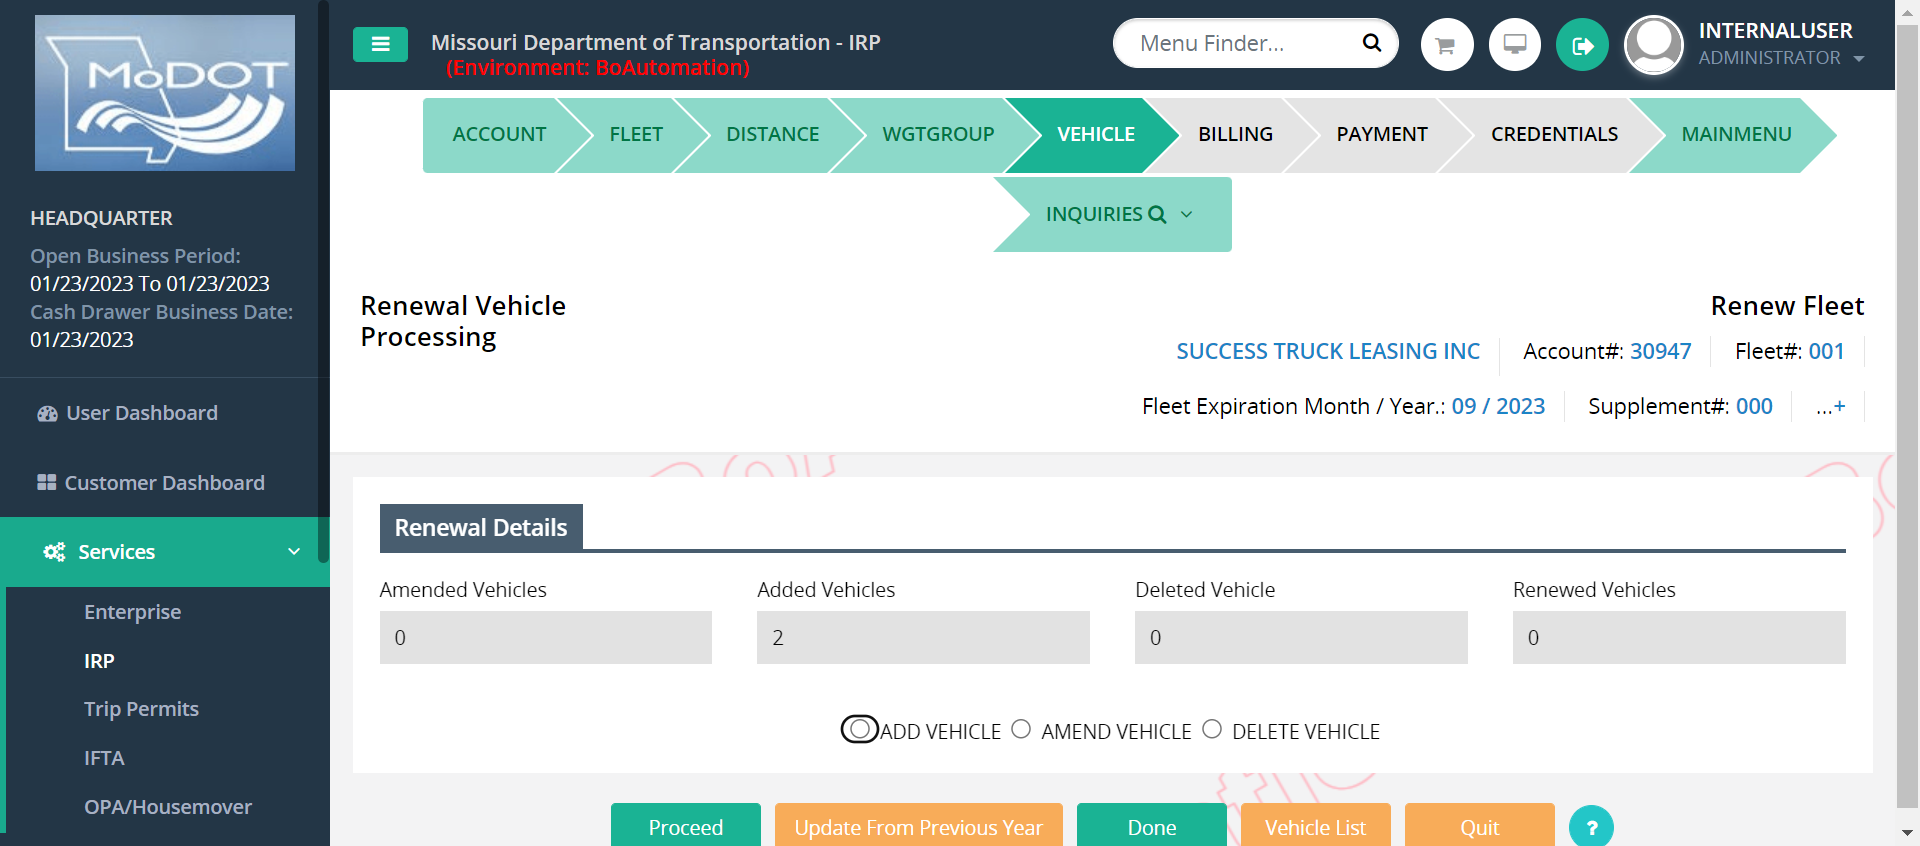 MoDOT
HEADQUARTER
Open Business Period:
01/23/2023 To 01/23/2023
Cash Drawer Business Date:
01/23/2023
User Dashboard
Customer Dashboard
Services
Enterprise
IRP
Trip Permits
IFTA
OPA/Housemover
Missouri Department of Transportation - IRP
(Environment: BoAutomation)
Menu Finder...
INTERNALUSER
ADMINISTRATOR
ACCOUNT
FLEET
DISTANCE
WGTGROUP
VEHICLE
BILLING
PAYMENT
CREDENTIALS
MAINMENU
INQUIRIES
Renewal Vehicle
Processing
Renew Fleet
SUCCESS TRUCK LEASING INC
Account#: 30947
Fleet#: 001
Fleet Expiration Month / Year.: 09 / 2023
Supplement#: 000
...+
Renewal Details
Amended Vehicles
0
Added Vehicles
2
Deleted Vehicle
0
Renewed Vehicles
0
ADD VEHICLE
AMEND VEHICLE
DELETE VEHICLE
Proceed
Update From Previous Year
Done
Vehicle List
Quit
?